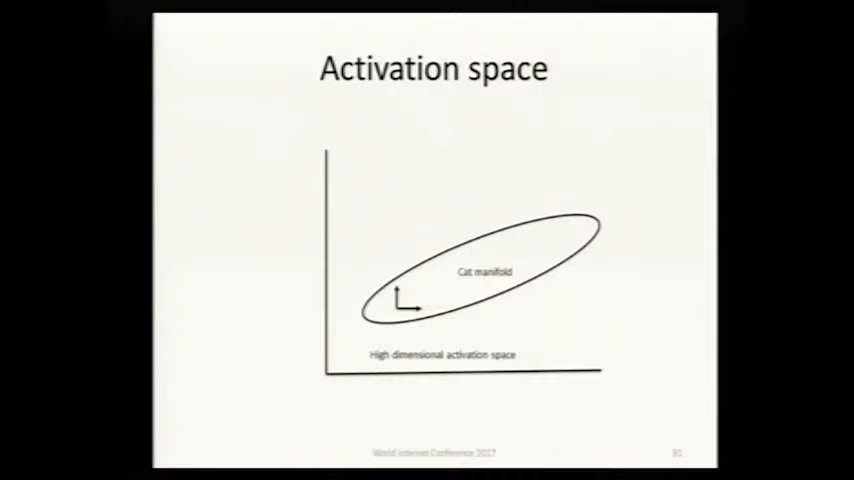 Activation space
Cat manifold
High dimensional activation space
World Internet Conference 2017